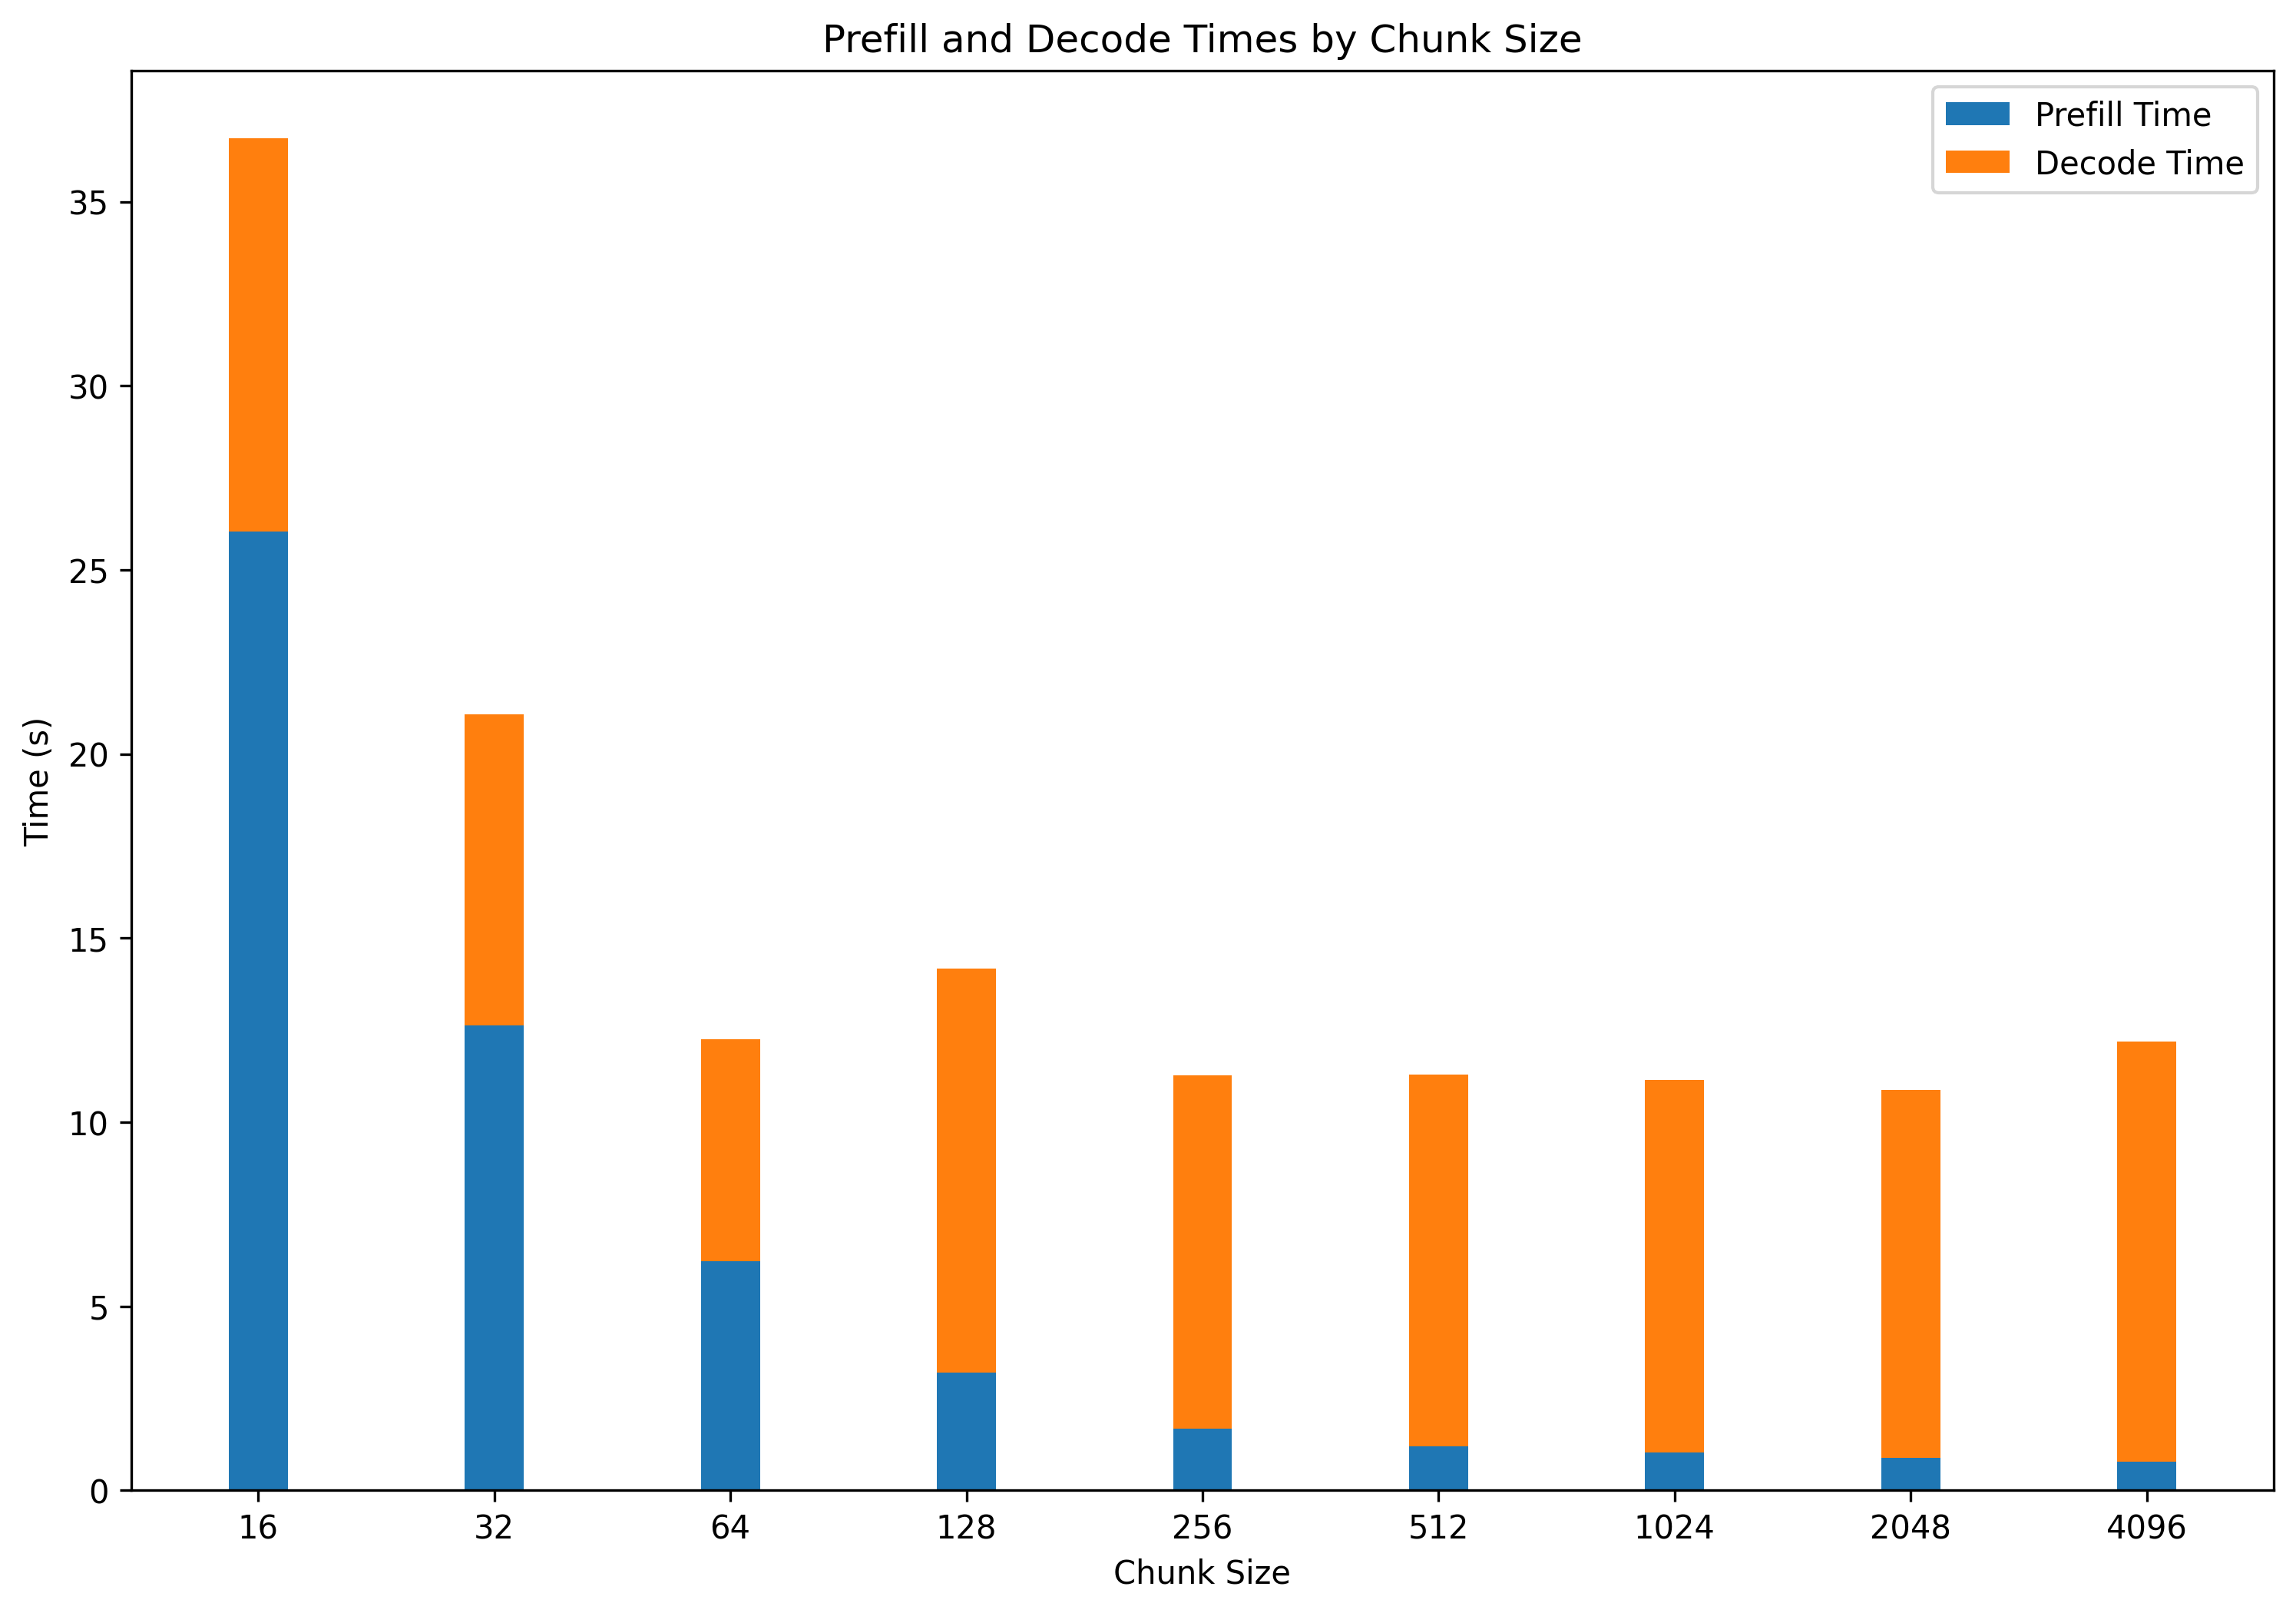 Prefill and Decode Times by Chunk Size
Prefill Time
Decode Time
35
30
25
20
15
10
5
0
Time (s)
16 32 64 128 256 512 1024 2048 4096
Chunk Size